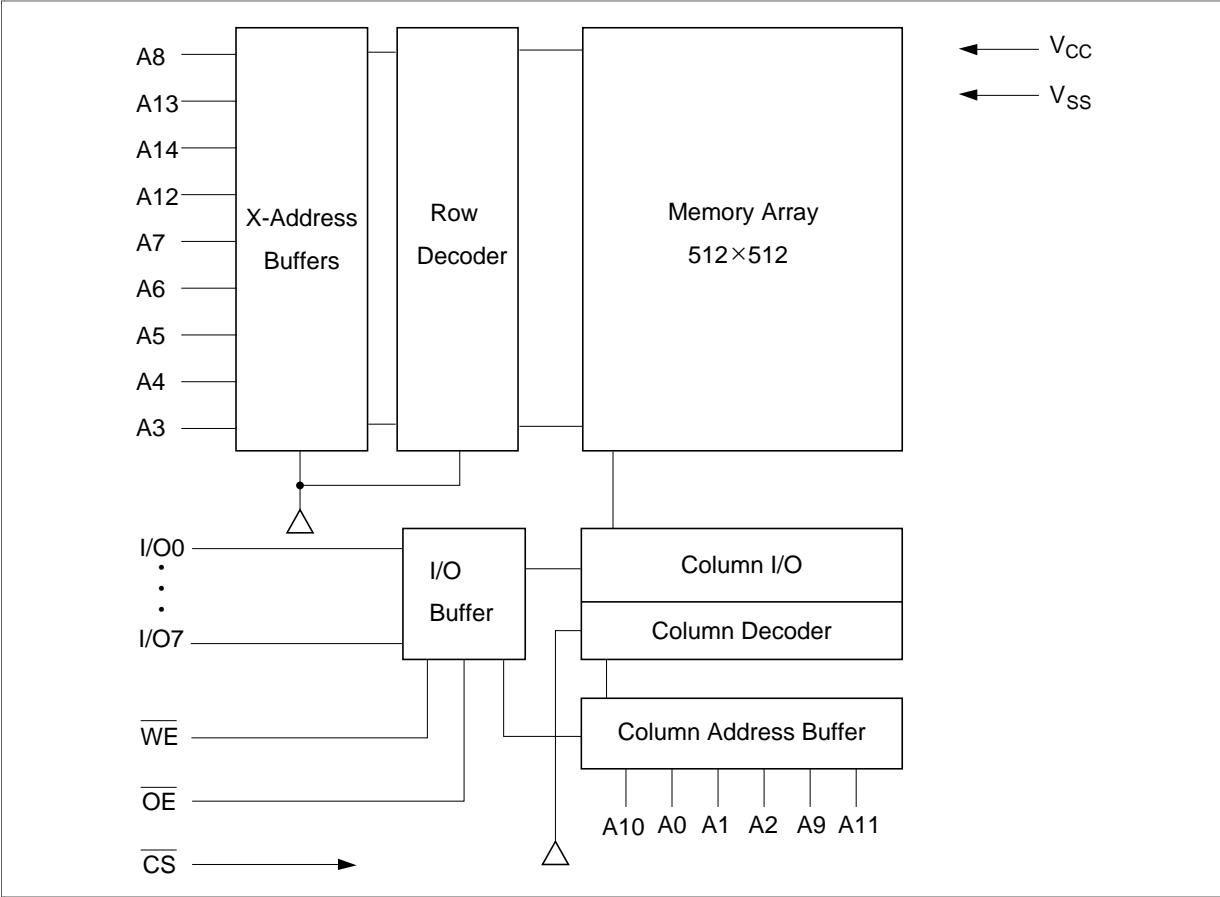 A8
A13
A14
A12
A7
A6
A5
A4
A3
X-Address
Buffers
Row
Decoder
Memory Array
512×512
VCC
VSS
I/O0
I/O7
I/O
Buffer
Column I/O
Column Decoder
Column Address Buffer
WE
OE
CS
A10 A0 A1 A2 A9 A11